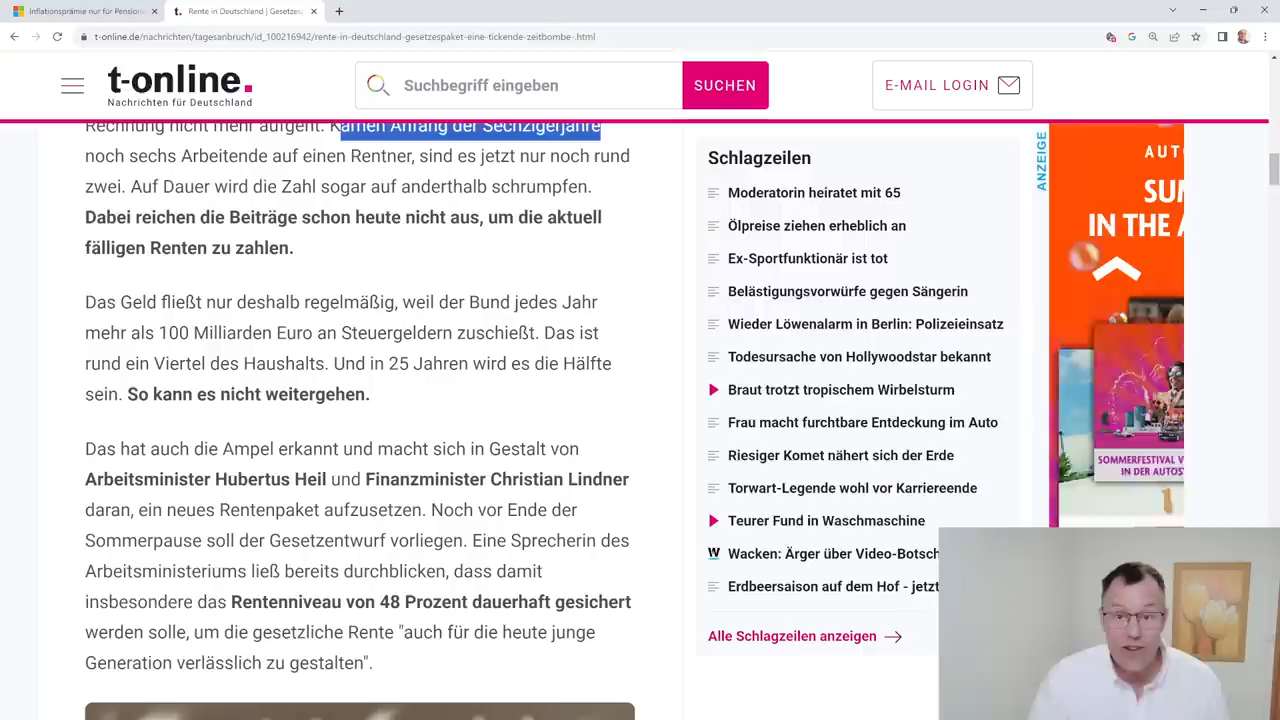 Inflationsprämie nur für Pension
Rente in Deutschland | Gesetzes
t-online.de/nachrichten/tagesanbruch/id_100216942/rente-in-deutschland-gesetzespaket-eine-tickende-zeitbombe-.html
t-online.
Nachrichten für Deutschland
Suchbegriff eingeben
SUCHEN
E-MAIL LOGIN
Rechnung nicht mehr aufgeht: Kamen Anfang der Sechzigerjahre
noch sechs Arbeitende auf einen Rentner, sind es jetzt nur noch rund
zwei. Auf Dauer wird die Zahl sogar auf anderthalb schrumpfen.
Dabei reichen die Beiträge schon heute nicht aus, um die aktuell
fälligen Renten zu zahlen.
Das Geld fließt nur deshalb regelmäßig, weil der Bund jedes Jahr
mehr als 100 Milliarden Euro an Steuergeldern zuschießt. Das ist
rund ein Viertel des Haushalts. Und in 25 Jahren wird es die Hälfte
sein. So kann es nicht weitergehen.
Das hat auch die Ampel erkannt und macht sich in Gestalt von
Arbeitsminister Hubertus Heil und Finanzminister Christian Lindner
daran, ein neues Rentenpaket aufzusetzen. Noch vor Ende der
Sommerpause soll der Gesetzentwurf vorliegen. Eine Sprecherin des
Arbeitsministeriums ließ bereits durchblicken, dass damit
insbesondere das Rentenniveau von 48 Prozent dauerhaft gesichert
werden solle, um die gesetzliche Rente "auch für die heute junge
Generation verlässlich zu gestalten".
Schlagzeilen
Moderatorin heiratet mit 65
Ölpreise ziehen erheblich an
Ex-Sportfunktionär ist tot
Belästigungsvorwürfe gegen Sängerin
Wieder Löwenalarm in Berlin: Polizeieinsatz
Todesursache von Hollywoodstar bekannt
Braut trotzt tropischem Wirbelsturm
Frau macht furchtbare Entdeckung im Auto
Riesiger Komet nähert sich der Erde
Torwart-Legende wohl vor Karriereende
Teurer Fund in Waschmaschine
W Wacken: Ärger über Video-Botsch
Erdbeersaison auf dem Hof - jetzt
Alle Schlagzeilen anzeigen
ANZEIGE
AUT
SUM
IN THE A
SOMMERFESTIVAL V
IN DER AUTOS